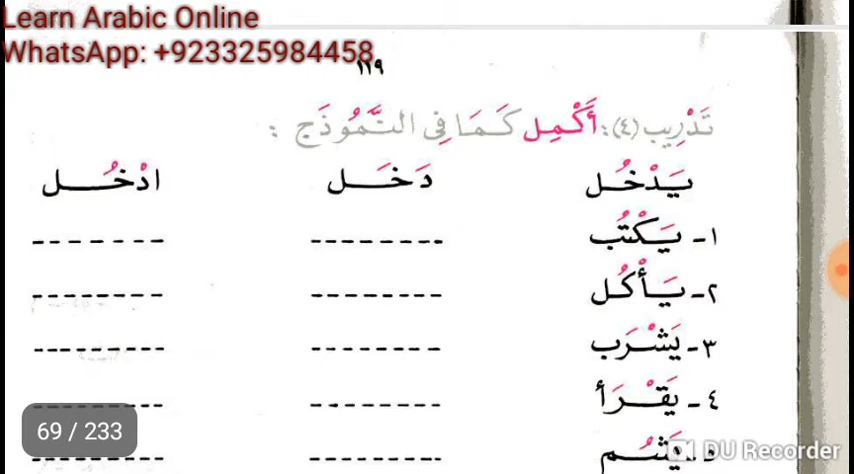 Learn Arabic Online
WhatsApp: +923325984458
١١٩
تَدْرِيب (٤): أَكْمِل كَمَا فِى النَّمُوذَج :
يَدْخُل دَخَل ادْخُل
١- يَكْتُب
٢- يَأْكُل
٣- يَشْرَب
٤- يَقْرَأ
69 / 233
DU Recorder